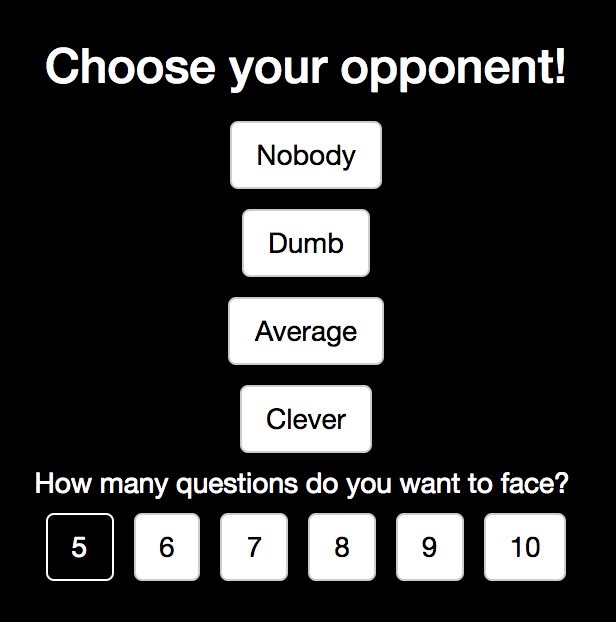 Choose your opponent!
Nobody
Dumb
Average
Clever
How many questions do you want to face?
5 6 7 8 9 10